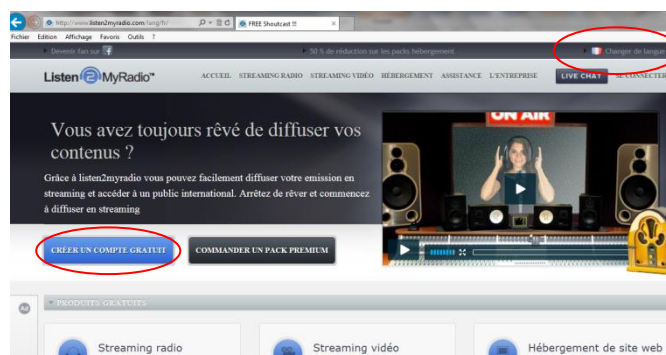 http://www.listen2myradio.com/lang/fr/
FREE Shoutcast !!!
Fichier Edition Affichage Favoris Outils ?
Devenir fan sur f
50 % de réduction sur les packs hébergement
Changer de langue
Listen2MyRadio™
ACCUEIL STREAMING RADIO STREAMING VIDÉO HÉBERGEMENT ASSISTANCE L'ENTREPRISE
LIVE CHAT
SE CONNECTER
ON AIR
Vous avez toujours rêvé de diffuser vos
contenus ?
Grâce à listen2myradio vous pouvez facilement diffuser votre emission en
streaming et accéder à un public international. Arrêtez de rêver et commencez
à diffuser en streaming
CRÉER UN COMPTE GRATUIT
COMMANDER UN PACK PREMIUM
Ad
PRODUITS GRATUITS
Streaming radio
Streaming vidéo
Hébergement de site web